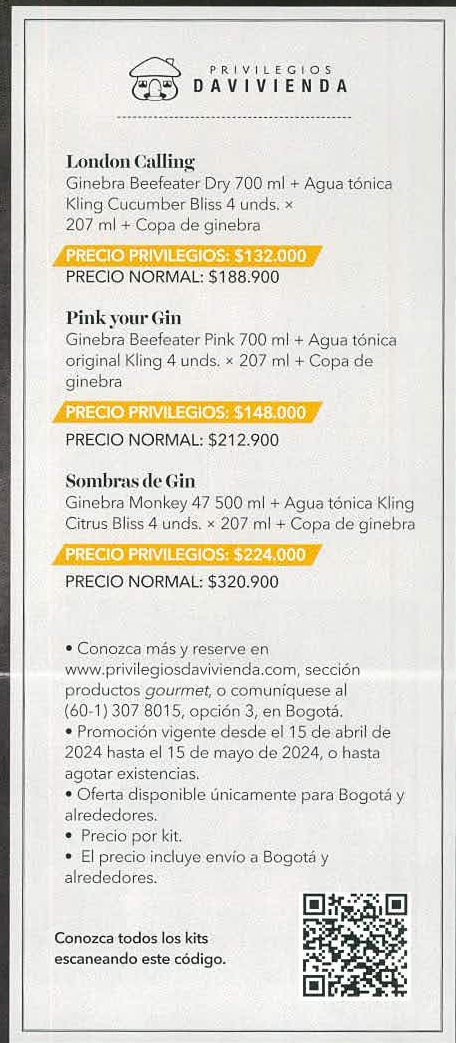 PRIVILEGIOS
DAVIVIENDA
London Calling
Ginebra Beefeater Dry 700 ml + Agua tónica
Kling Cucumber Bliss 4 unds. ×
207 ml + Copa de ginebra
PRECIO PRIVILEGIOS: $132.000
PRECIO NORMAL: $188.900
Pink your Gin
Ginebra Beefeater Pink 700 ml + Agua tónica
original Kling 4 unds. × 207 ml + Copa de
ginebra
PRECIO PRIVILEGIOS: $148.000
PRECIO NORMAL: $212.900
Sombras de Gin
Ginebra Monkey 47 500 ml + Agua tónica Kling
Citrus Bliss 4 unds. × 207 ml + Copa de ginebra
PRECIO PRIVILEGIOS: $224.000
PRECIO NORMAL: $320.900
• Conozca más y reserve en
www.privilegiosdavivienda.com, sección
productos gourmet, o comuníquese al
(60-1) 307 8015, opción 3, en Bogotá.
• Promoción vigente desde el 15 de abril de
2024 hasta el 15 de mayo de 2024, o hasta
agotar existencias.
• Oferta disponible únicamente para Bogotá y
alrededores.
• Precio por kit.
• El precio incluye envío a Bogotá y
alrededores.
Conozca todos los kits
escaneando este código.